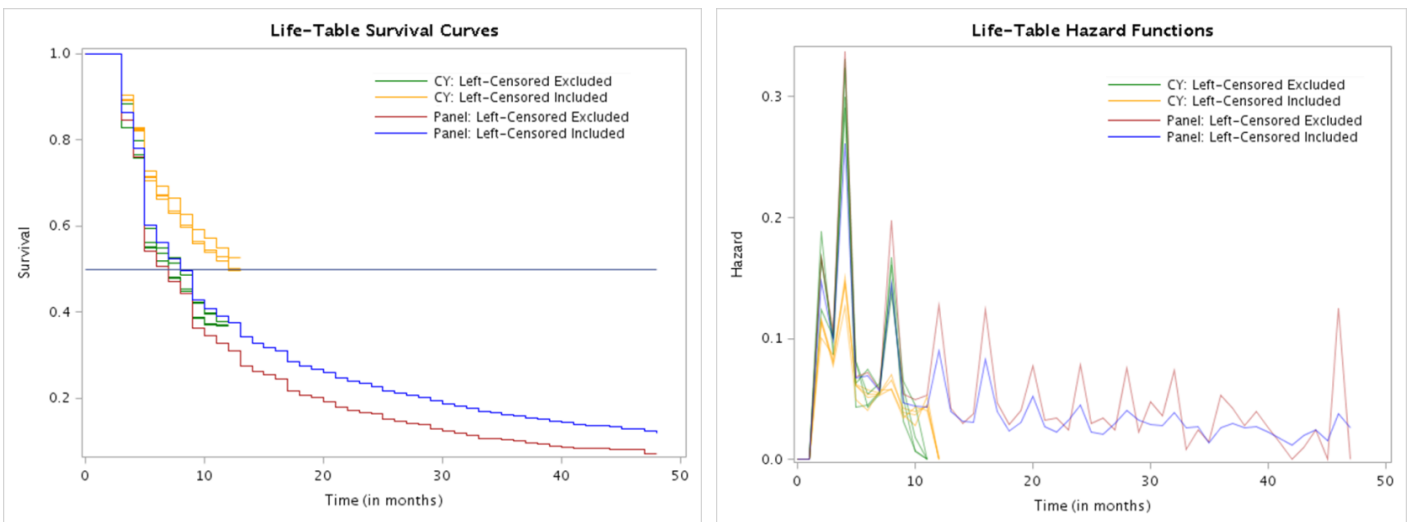 Life-Table Survival Curves
1.0
0.8
0.6
0.4
0.2
Survival
CY: Left-Censored Excluded
CY: Left-Censored Included
Panel: Left-Censored Excluded
Panel: Left-Censored Included
0 10 20 30 40 50
Time (in months)
Life-Table Hazard Functions
0.3
0.2
0.1
0.0
Hazard
CY: Left-Censored Excluded
CY: Left-Censored Included
Panel: Left-Censored Excluded
Panel: Left-Censored Included
0 10 20 30 40 50
Time (in months)